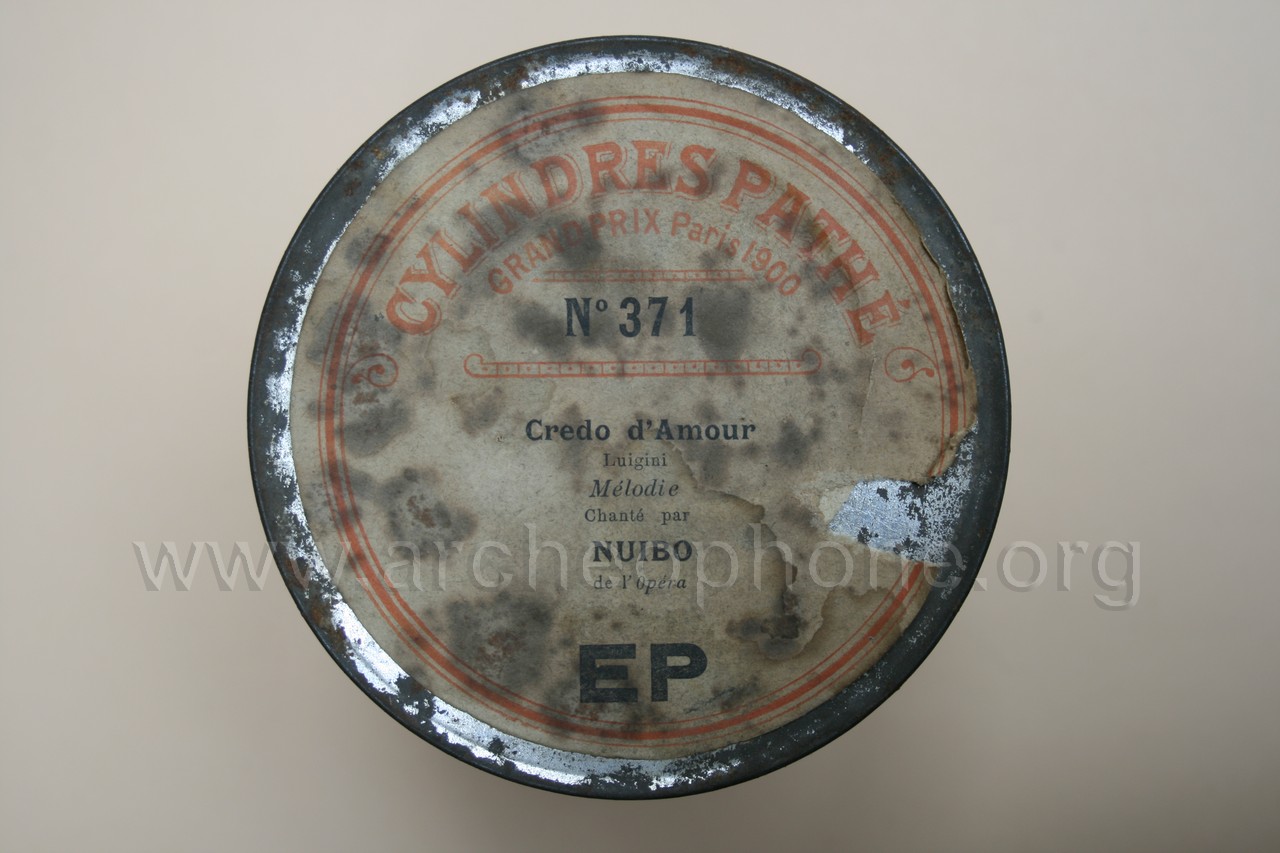 CYLINDRES PATHÉ
GRAND PRIX Paris 1900
Nº 371
Credo d'Amour
Luigini
Mélodie
Chanté par
NUIBO
de l'Opéra
EP
www.archeophone.org